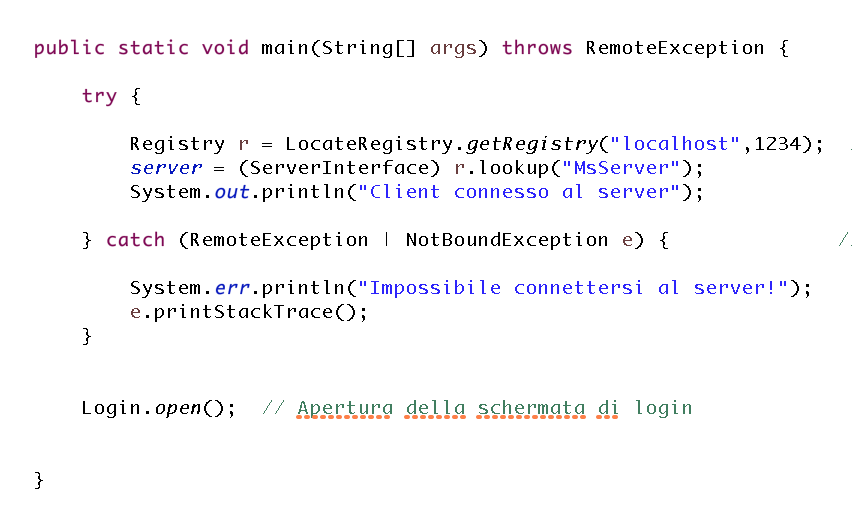 public static void main(String[] args) throws RemoteException {
try {
Registry r = LocateRegistry.getRegistry("localhost",1234);
server = (ServerInterface) r.lookup("MsServer");
System.out.println("Client connesso al server");
} catch (RemoteException | NotBoundException e) {
System.err.println("Impossibile connettersi al server!");
e.printStackTrace();
}
Login.open(); // Apertura della schermata di login
}